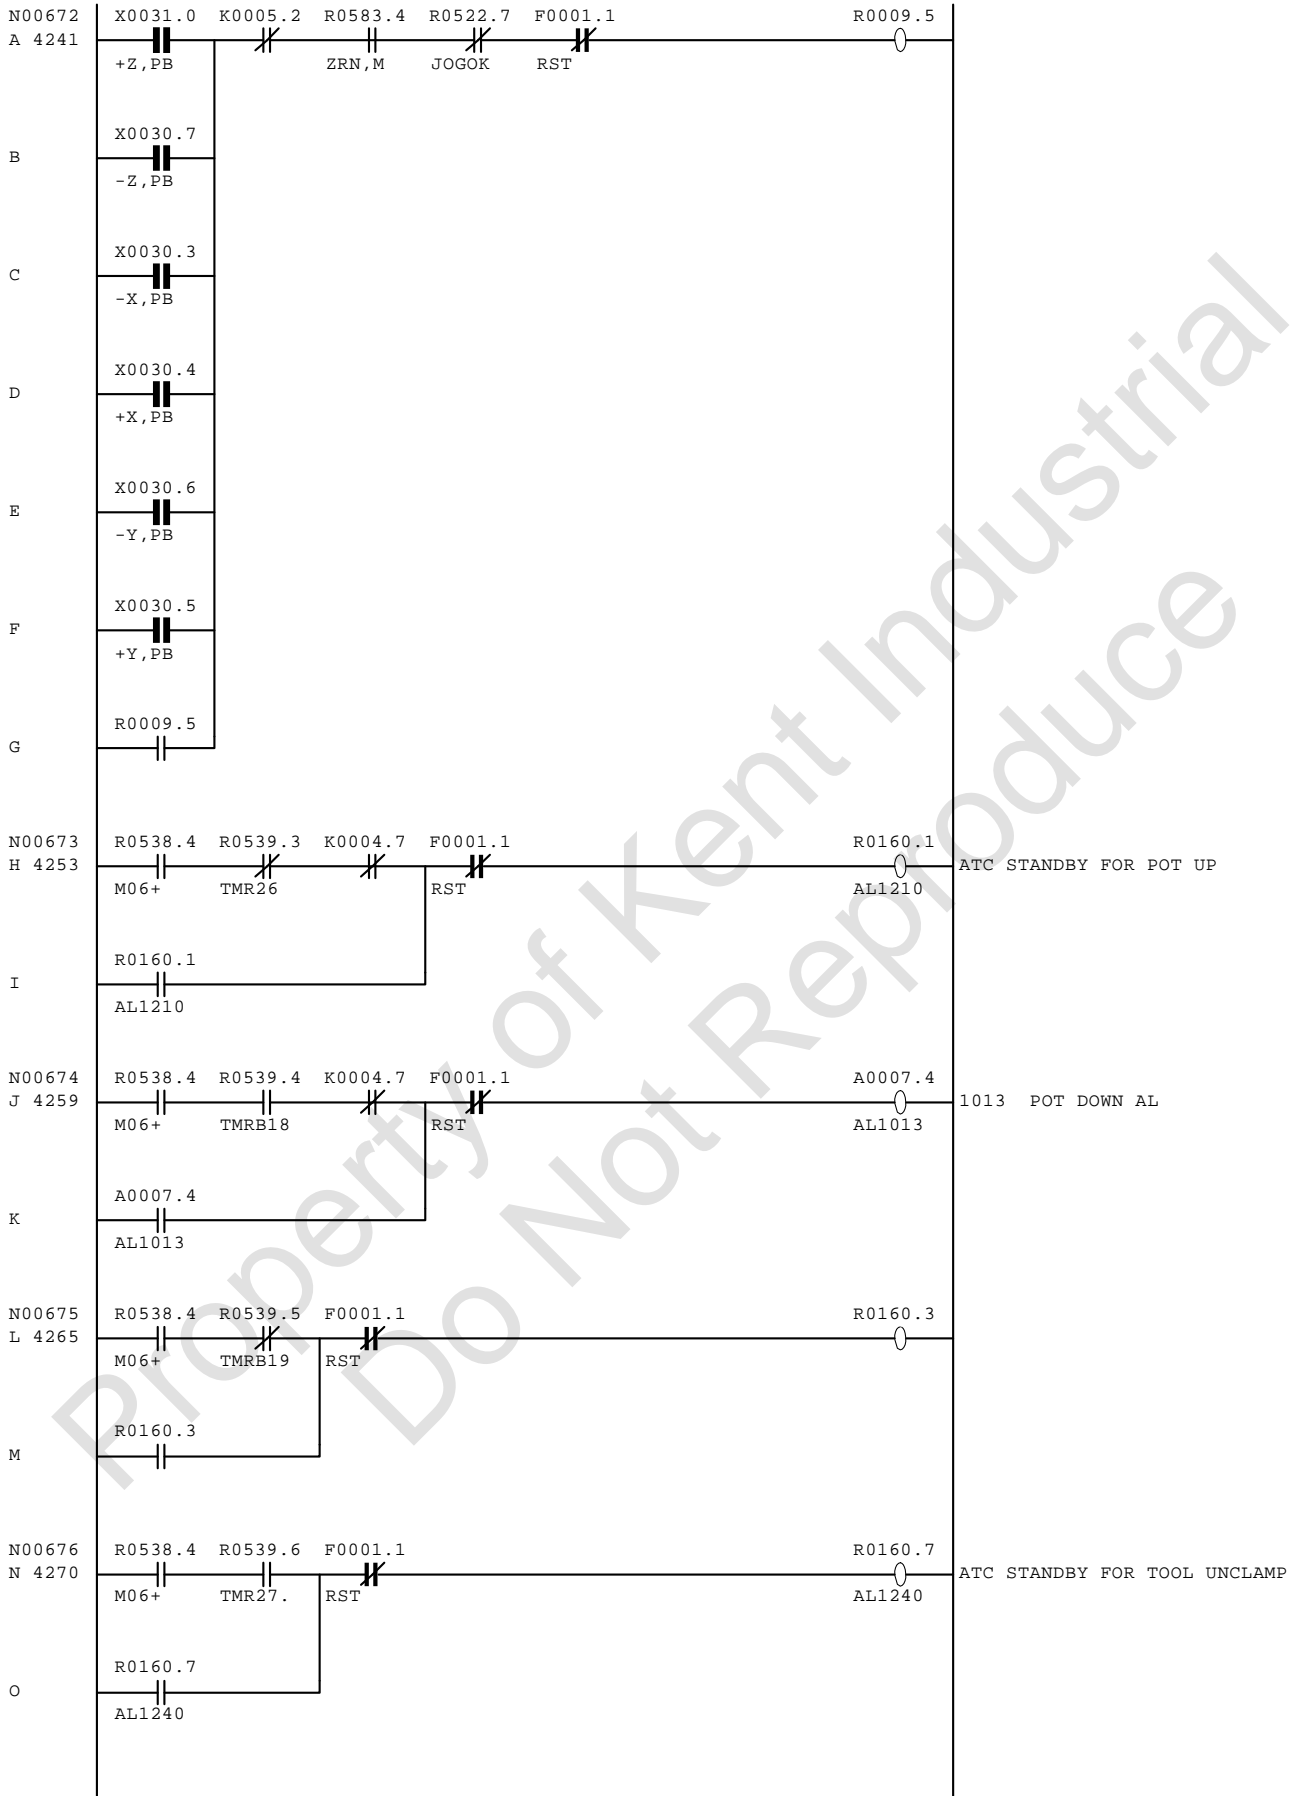 N00672 X0031.0 K0005.2 R0583.4 R0522.7 F0001.1 R0009.5
A 4241
+Z,PB ZRN,M JOGOK RST
X0030.7
B
-Z,PB
X0030.3
C
-X,PB
X0030.4
D
+X,PB
X0030.6
E
-Y,PB
X0030.5
F
+Y,PB
R0009.5
G
N00673 R0538.4 R0539.3 K0004.7 F0001.1 R0160.1
H 4253 ATC STANDBY FOR POT UP
M06+ TMR26 RST AL1210
R0160.1
I
AL1210
N00674 R0538.4 R0539.4 K0004.7 F0001.1 A0007.4
J 4259 1013 POT DOWN AL
M06+ TMRB18 RST AL1013
A0007.4
K
AL1013
N00675 R0538.4 R0539.5 F0001.1 R0160.3
L 4265
M06+ TMRB19 RST
R0160.3
M
N00676 R0538.4 R0539.6 F0001.1 R0160.7
N 4270 ATC STANDBY FOR TOOL UNCLAMP
M06+ TMR27. RST AL1240
R0160.7
O
AL1240
Property of Kent Industrial
Do Not Reproduce